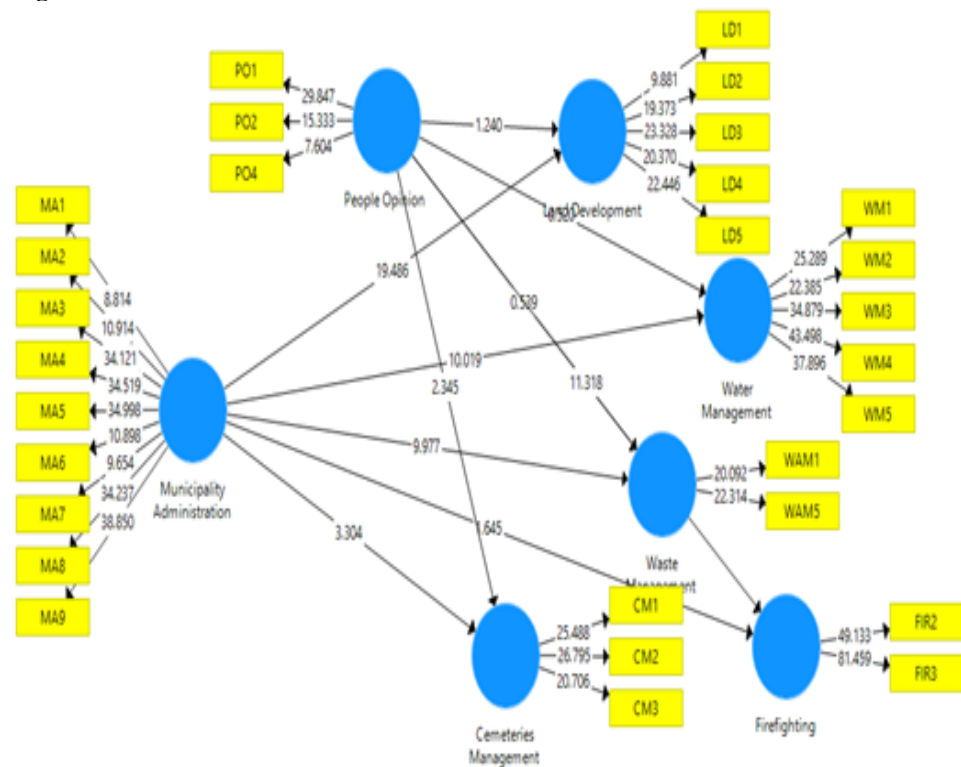 PO1
PO2
PO4
29.847
15.333
7.604
People Opinion
1.240
LD1
LD2
LD3
LD4
LD5
9.881
19.373
23.328
20.370
22.446
Land Development
MA1
MA2
MA3
MA4
MA5
MA6
MA7
MA8
MA9
8.814
10.914
34.121
34.519
34.998
10.898
9.654
34.237
38.850
Municipality
Administration
19.486
10.019
2.345
11.318
9.977
1.645
3.304
WM1
WM2
WM3
WM4
WM5
25.289
22.385
34.879
43.498
37.896
Water
Management
WAM1
WAM5
20.092
22.314
Waste
Management
CM1
CM2
CM3
25.488
26.795
20.706
Cemeteries
Management
FIR2
FIR3
49.133
81.459
Firefighting